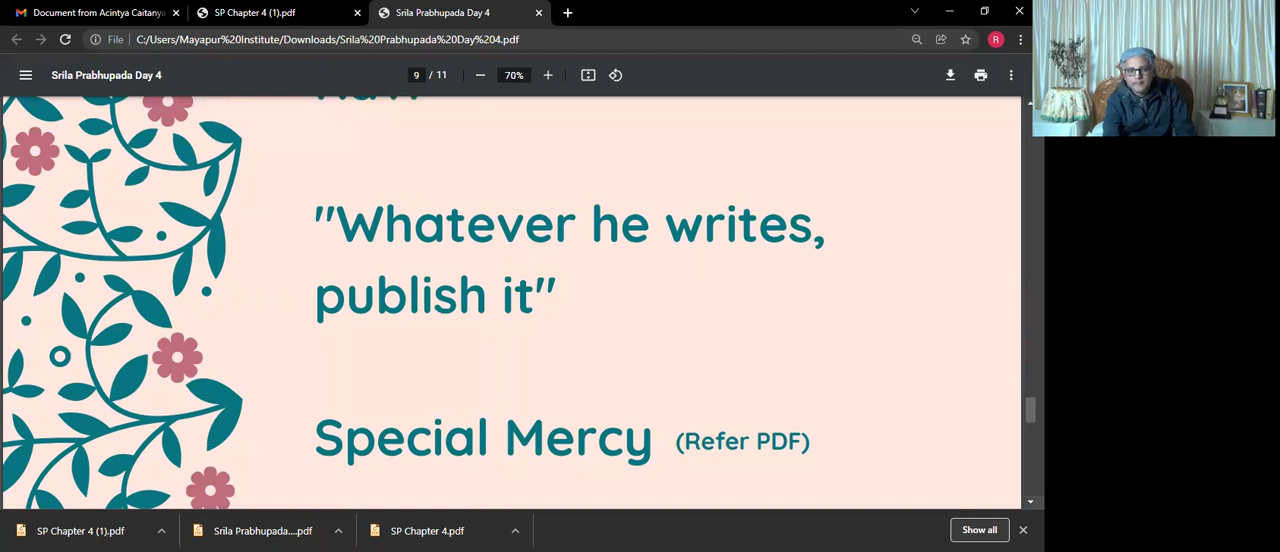 Document from Acintya Caitanya
SP Chapter 4 (1).pdf
Srila Prabhupada Day 4
File
C:/Users/Mayapur%20Institute/Downloads/Srila%20Prabhupada%20Day%204.pdf
R
Srila Prabhupada Day 4
9 / 11
70%
"Whatever he writes,
publish it"
Special Mercy (Refer PDF)
SP Chapter 4 (1).pdf
Srila Prabhupada....pdf
SP Chapter 4.pdf
Show all